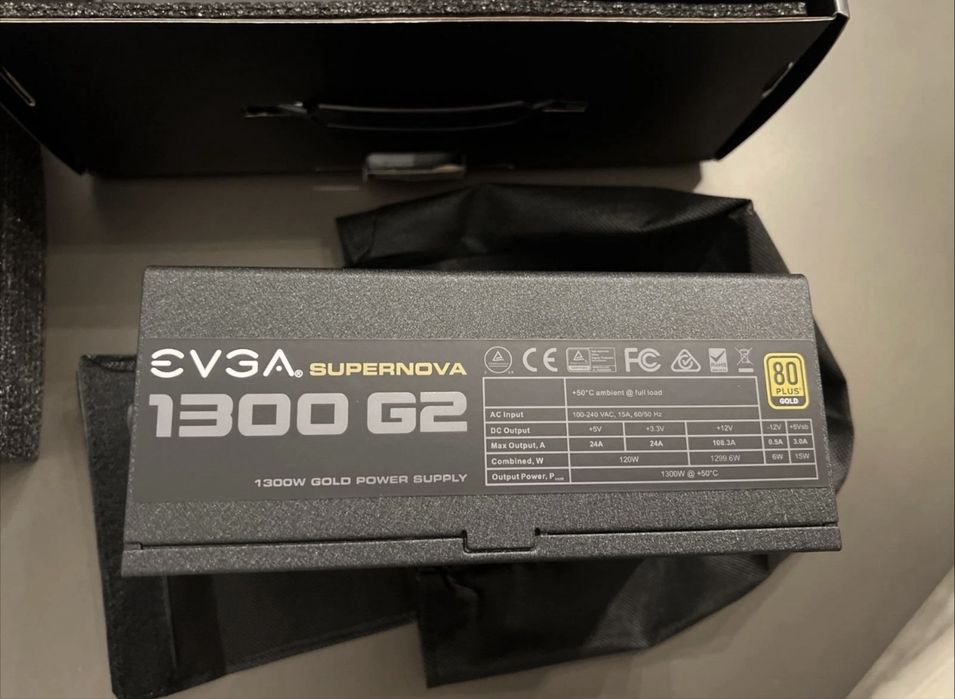 EVGA® SUPERNOVA
1300 G2
1300W GOLD POWER SUPPLY
CE FC
80
PLUS®
GOLD
+50°C ambient @ full load
AC Input 100-240 VAC, 15A, 60/50 Hz
DC Output +5V +3.3V +12V -12V +5Vsb
Max Output, A 24A 24A 108.3A 0.5A 3.0A
Combined, W 120W 1299.6W 6W 15W
Output Power, P 1300W @ +50°C